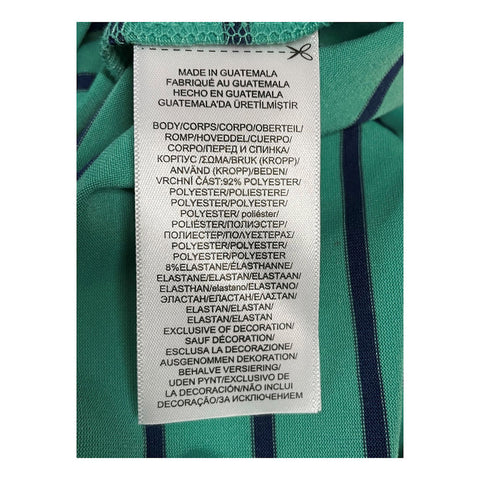 MADE IN GUATEMALA
FABRIQUÉ AU GUATEMALA
HECHO EN GUATEMALA
GUATEMALA'DA ÜRETİLMİŞTİR
BODY/CORPS/CORPO/OBERTEIL/
ROMP/HOVEDDEL/CUERPO/
CORPO/ПЕРЕД И СПИНКА/
КОРПУС /ΣΩΜΑ/BRUK (KROPP)/
ANVÄND (KROPP)/BEDEN/
VRCHNÍ ČÁST:92% POLYESTER/
POLYESTER/POLIESTERE/
POLYESTER/POLYESTER/
POLYESTER/ poliéster/
POLIÉSTER/ПОЛИЭСТЕР/
ПОЛИЕСТЕР/ΠΟΛΥΕΣΤΕΡΑΣ/
POLYESTER/POLYESTER
POLYESTER/POLYESTER
8%ELASTANE/ÉLASTHANNE/
ELASTANE/ELASTAN/ELASTAAN/
ELASTHAN/elastano/ELASTANO/
ЭЛАСТАН/ЕЛАСТАН/ΕΛΑΣΤΑΝ/
ELASTAN/ELASTAN/
ELASTAN/ELASTAN
EXCLUSIVE OF DECORATION/
SAUF DÉCORATION/
ESCLUSA LA DECORAZIONE/
AUSGENOMMEN DEKORATION/
BEHALVE VERSIERING/
UDEN PYNT/EXCLUSIVO DE
LA DECORACIÓN/NÃO INCLUI
DECORAÇÃO/ЗА ИСКЛЮЧЕНИЕМ